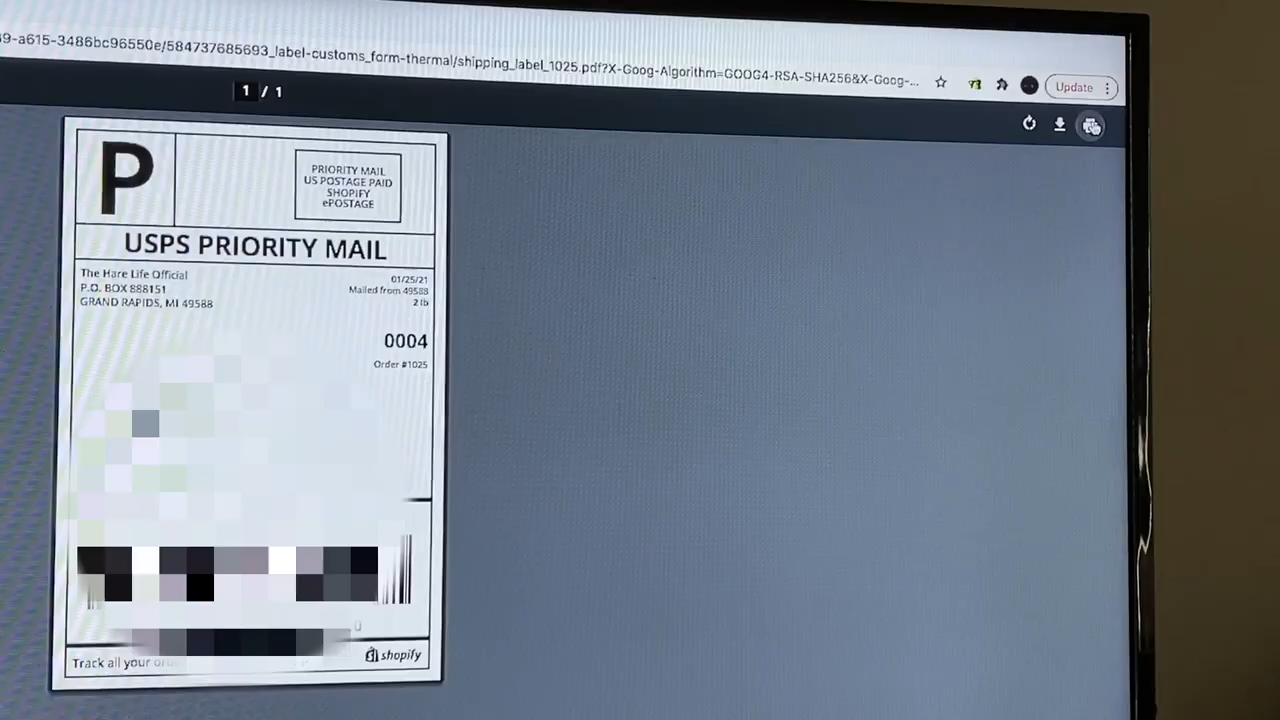 9-a615-3486bc96550e/584737685693_label-customs_form-thermal/shipping_label_1025.pdf?X-Goog-Algorithm=GOOG4-RSA-SHA256&X-Goog-...
Update
1 / 1
P
PRIORITY MAIL
US POSTAGE PAID
SHOPIFY
ePOSTAGE
USPS PRIORITY MAIL
The Hare Life Official
P.O. BOX 888151
GRAND RAPIDS, MI 49588
01/25/21
Mailed from 49588
2 lb
0004
Order #1025
Track all your
shopify